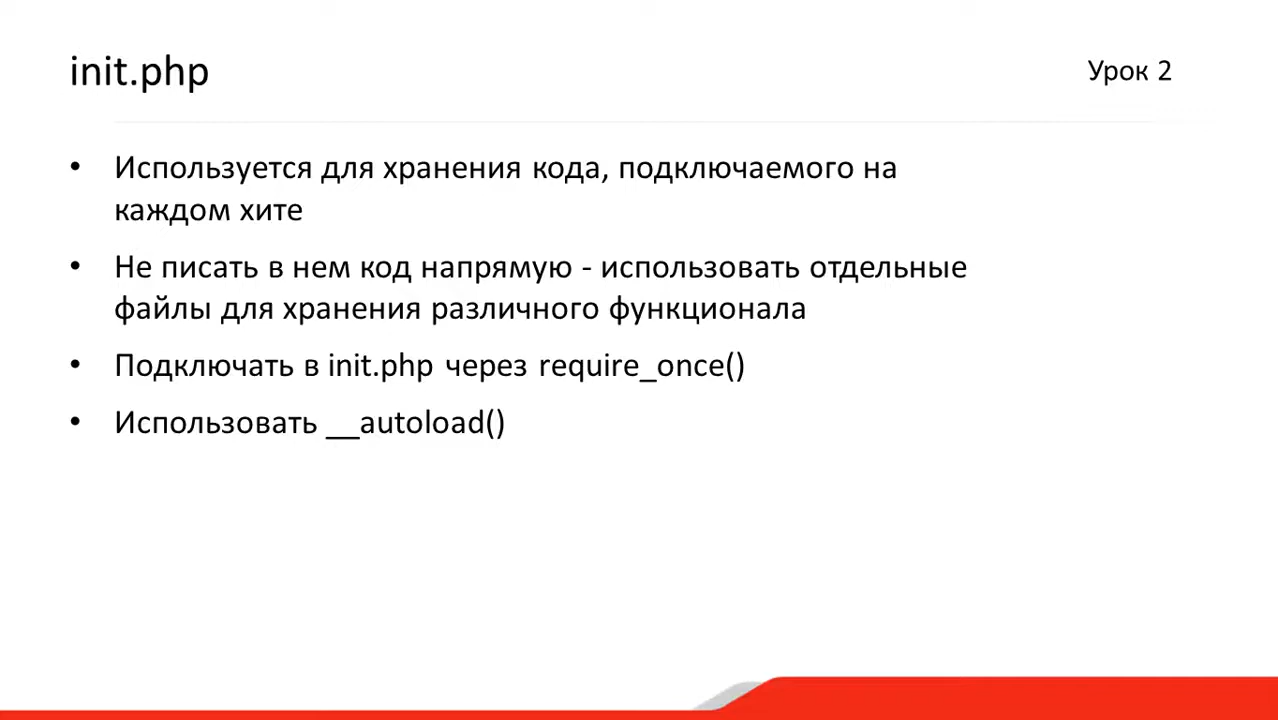 init.php
Урок 2
• Используется для хранения кода, подключаемого на
каждом хите
• Не писать в нем код напрямую - использовать отдельные
файлы для хранения различного функционала
• Подключать в init.php через require_once()
• Использовать __autoload()